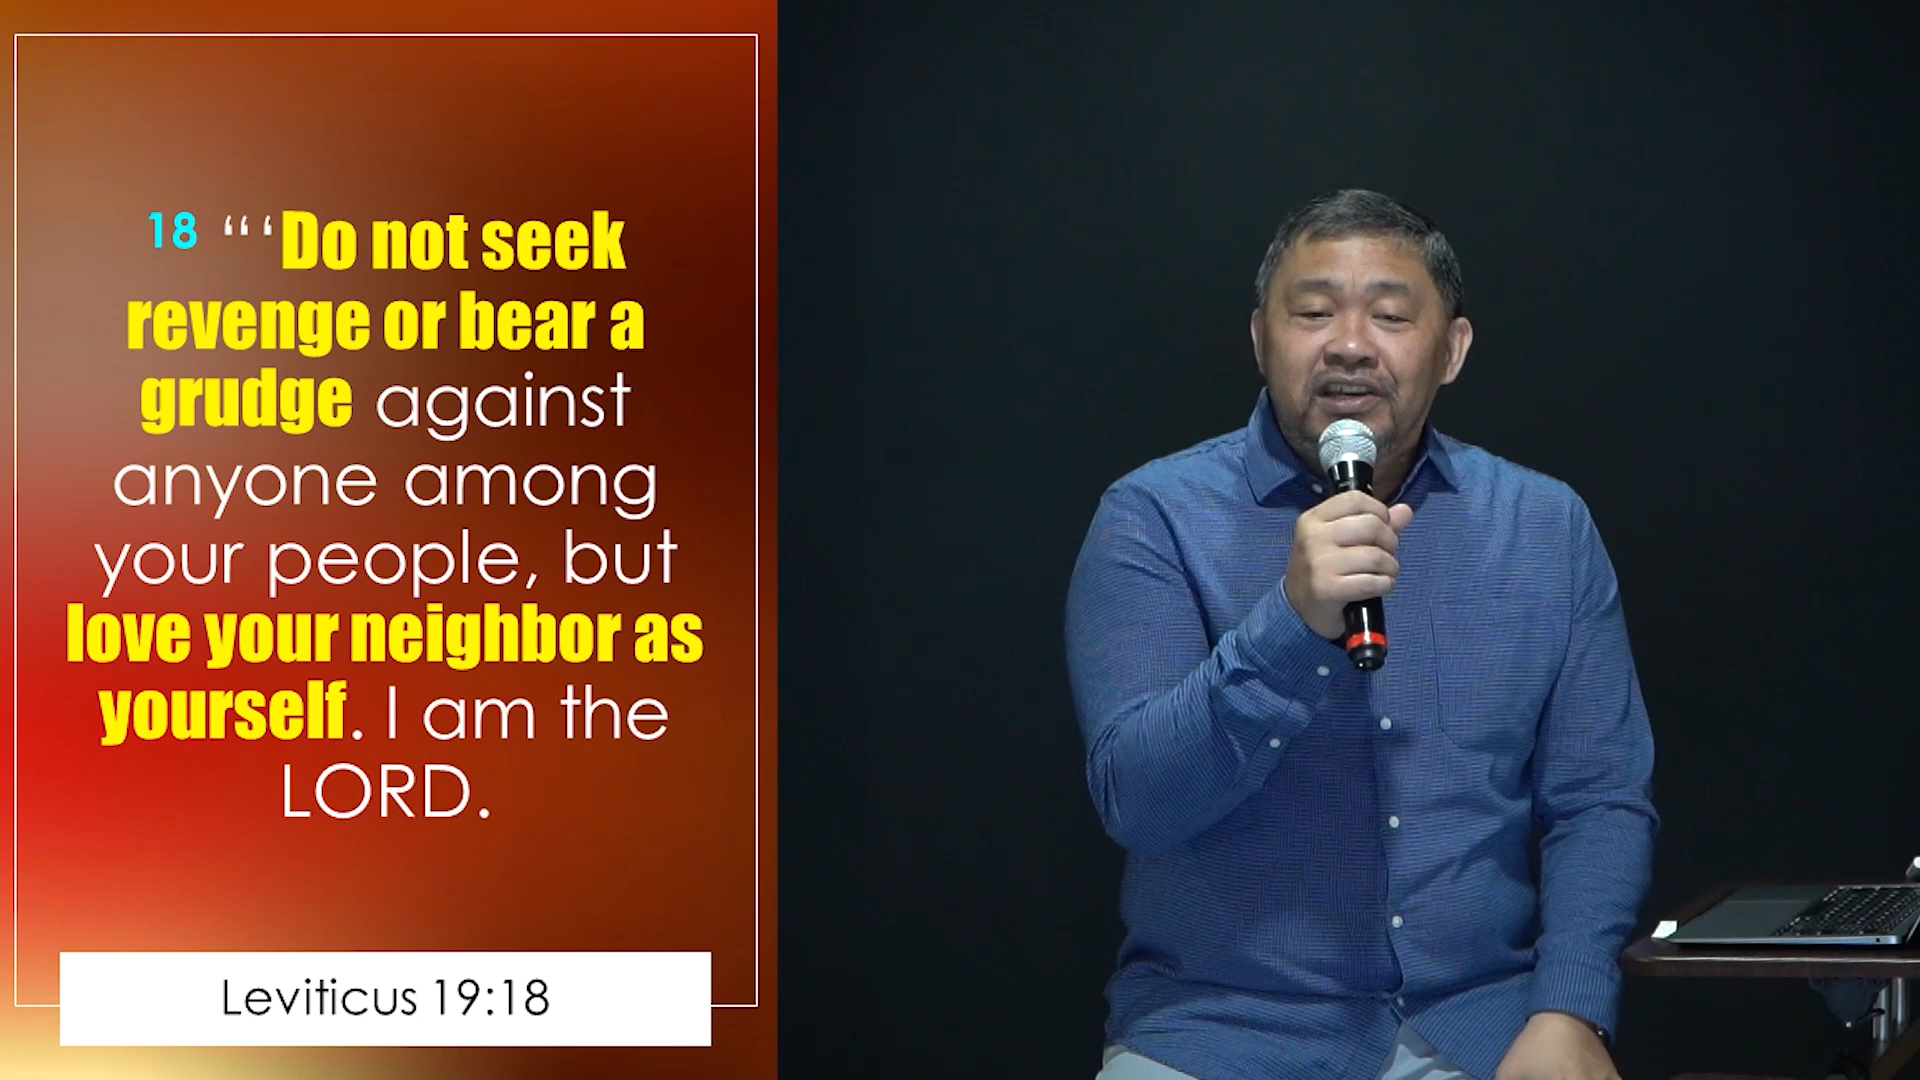 18 “ ‘Do not seek
revenge or bear a
grudge against
anyone among
your people, but
love your neighbor as
yourself. I am the
LORD.
Leviticus 19:18